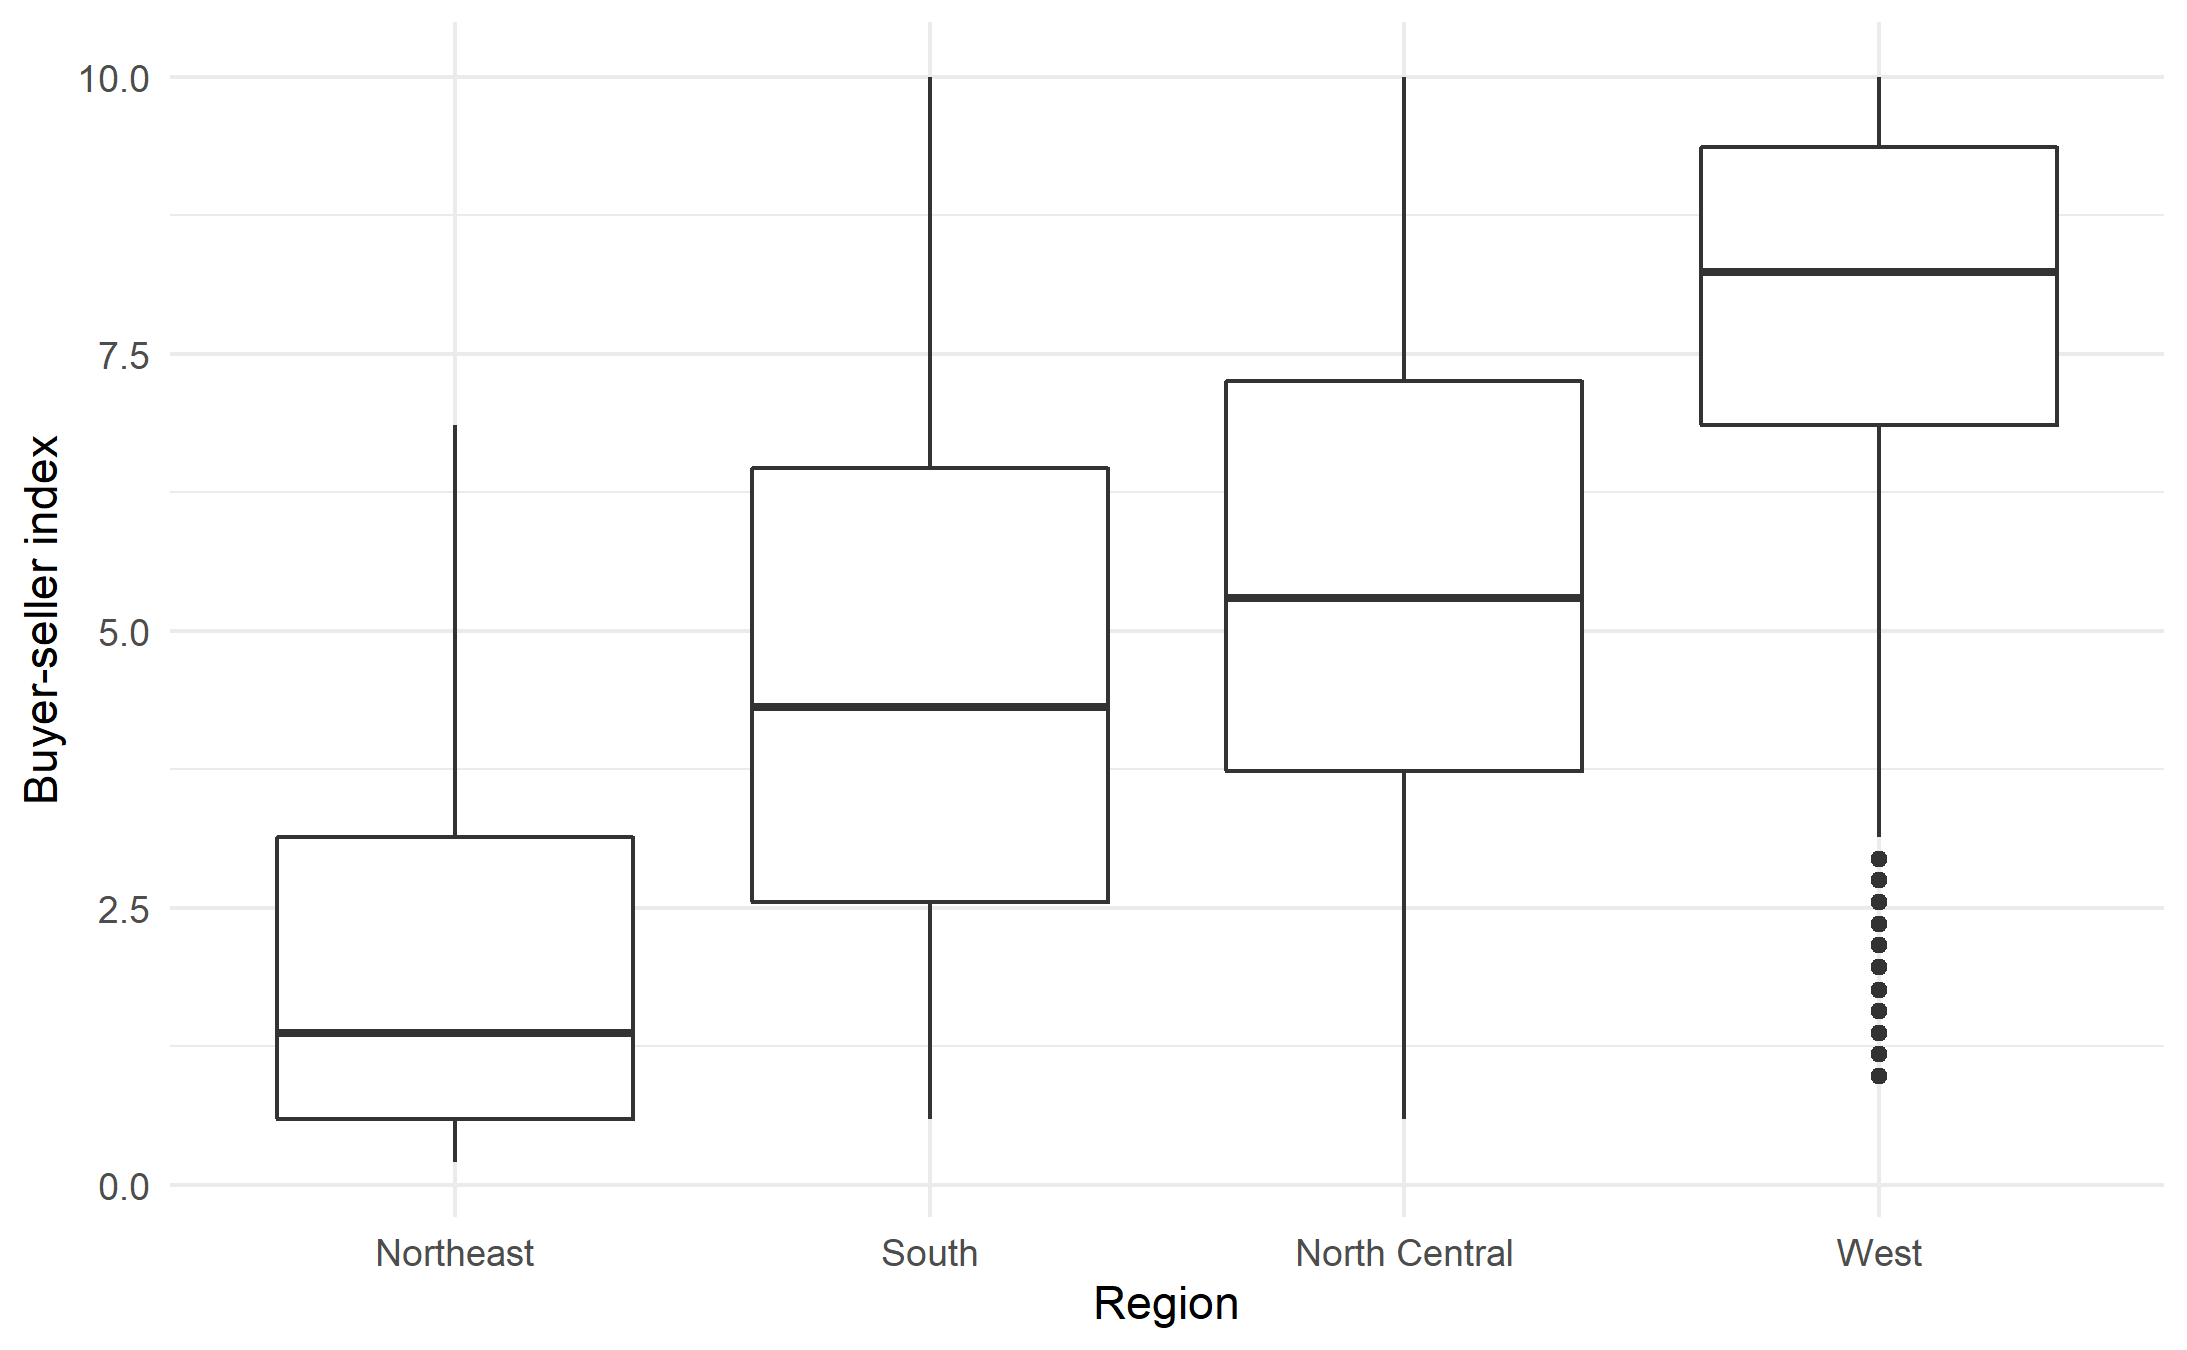 10.0
7.5
5.0
2.5
0.0
Buyer-seller index
Northeast
South
North Central
West
Region